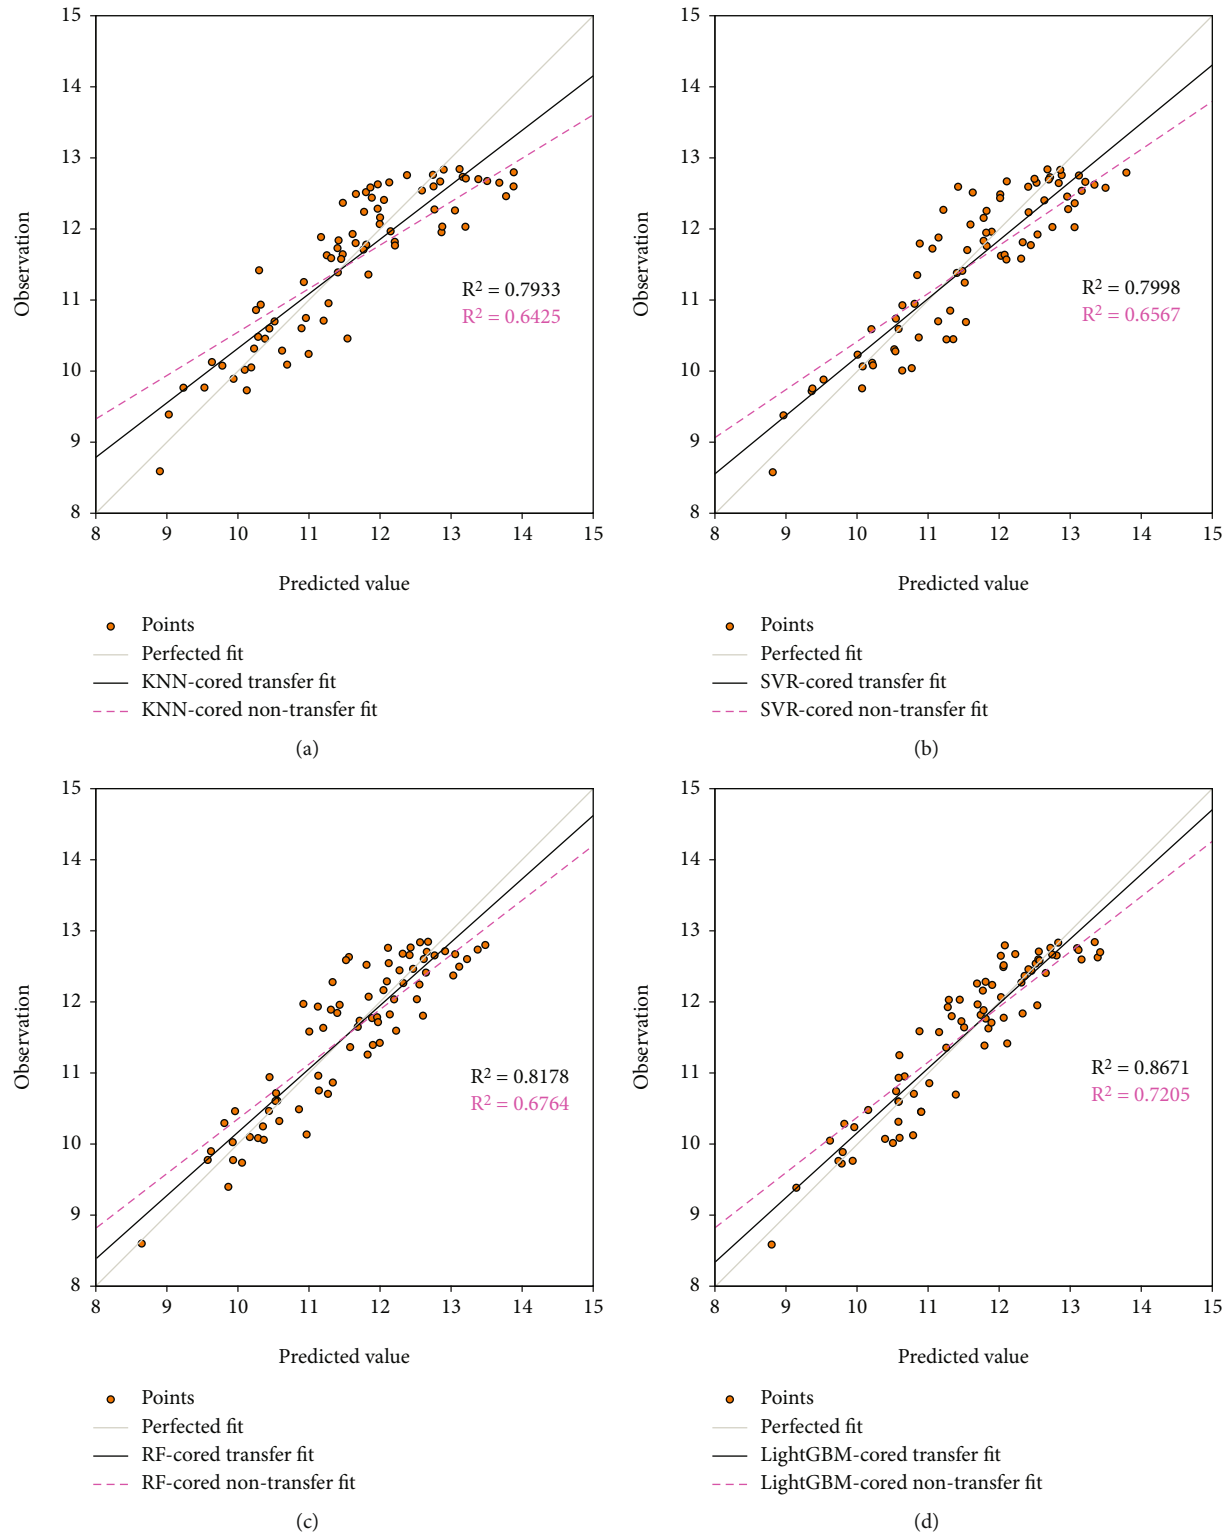 15
14
13
12
11
10
9
8
Observation
R² = 0.7933
R² = 0.6425
8 9 10 11 12 13 14 15
Predicted value
Points
Perfected fit
KNN-cored transfer fit
KNN-cored non-transfer fit
(a)
15
14
13
12
11
10
9
8
Observation
R² = 0.7998
R² = 0.6567
8 9 10 11 12 13 14 15
Predicted value
Points
Perfected fit
SVR-cored transfer fit
SVR-cored non-transfer fit
(b)
15
14
13
12
11
10
9
8
Observation
R² = 0.8178
R² = 0.6764
8 9 10 11 12 13 14 15
Predicted value
Points
Perfected fit
RF-cored transfer fit
RF-cored non-transfer fit
(c)
15
14
13
12
11
10
9
8
Observation
R² = 0.8671
R² = 0.7205
8 9 10 11 12 13 14 15
Predicted value
Points
Perfected fit
LightGBM-cored transfer fit
LightGBM-cored non-transfer fit
(d)